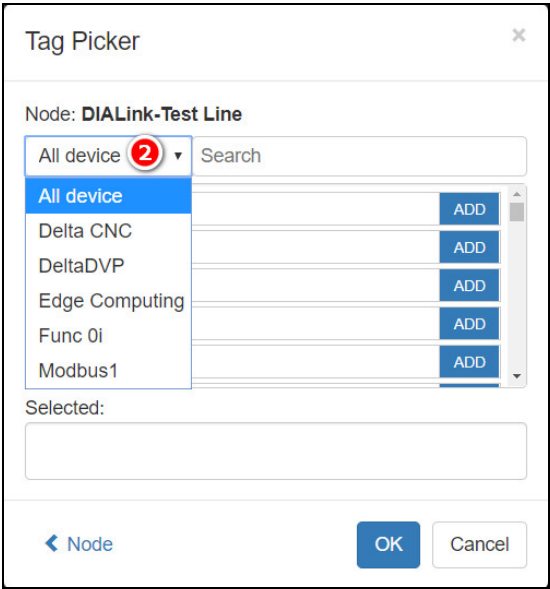 Tag Picker ×
Node: DIALink-Test Line
All device 2 ▾ Search
All device
ADD
Delta CNC
ADD
DeltaDVP
ADD
Edge Computing
ADD
Func 0i
Modbus1
ADD
Selected:
Node OK Cancel